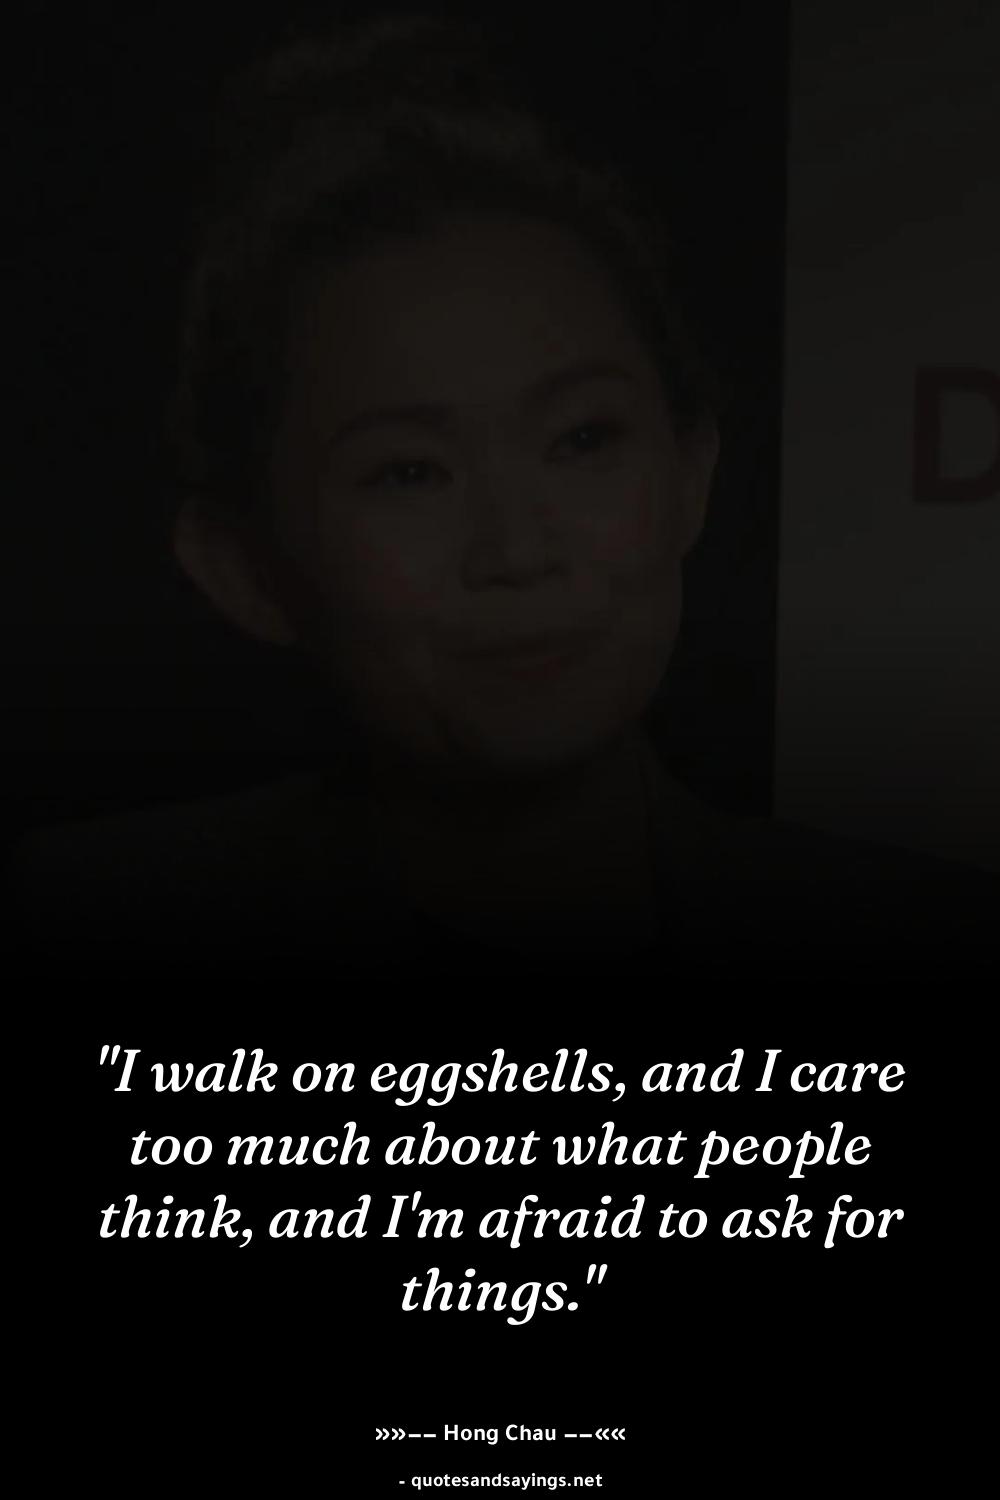 D
"I walk on eggshells, and I care
too much about what people
think, and I'm afraid to ask for
things."
»»–– Hong Chau ––««
- quotesandsayings.net